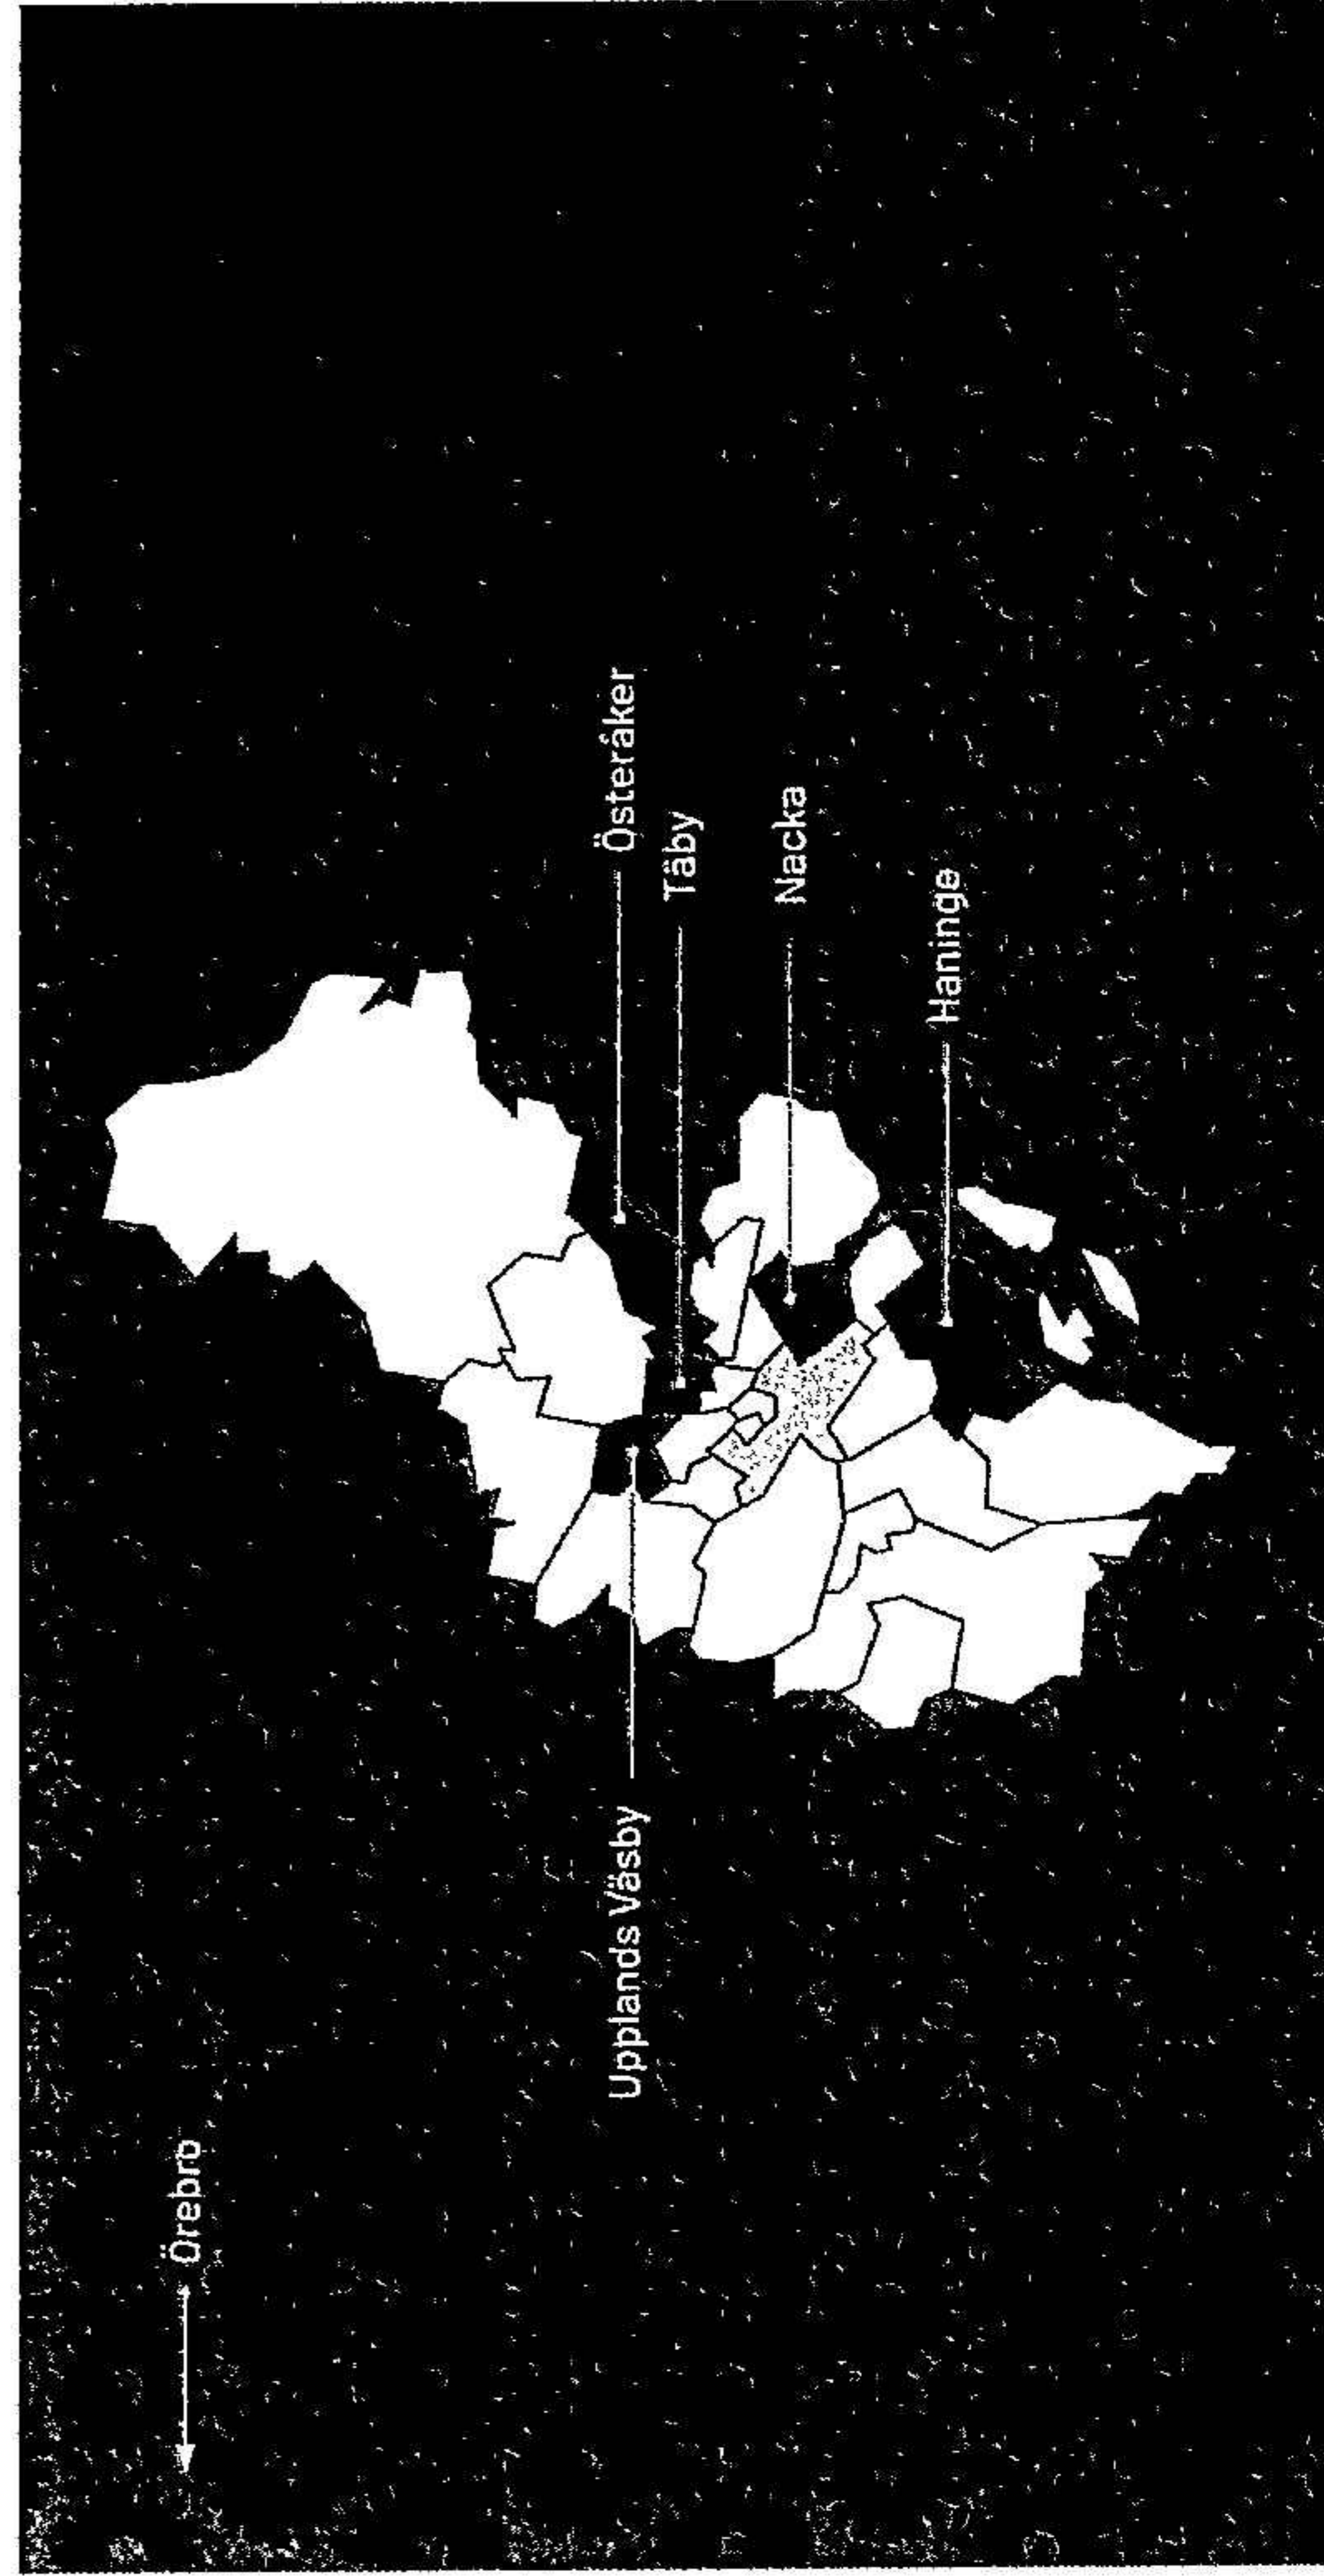 Örebro
Upplands Väsby
Österåker
Täby
Nacka
Haninge